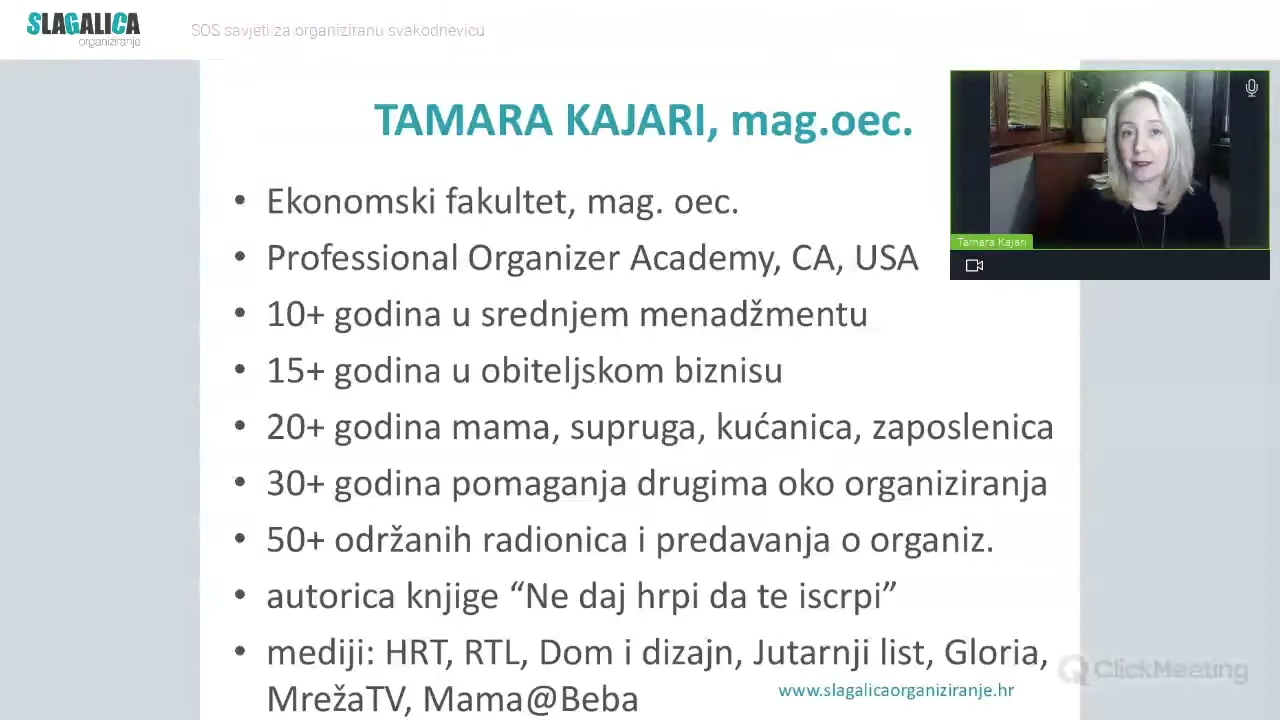 SLAGALICA
organiziranje
SOS savjeti za organiziranu svakodnevicu
TAMARA KAJARI, mag.oec.
• Ekonomski fakultet, mag. oec.
• Professional Organizer Academy, CA, USA
• 10+ godina u srednjem menadžmentu
• 15+ godina u obiteljskom biznisu
• 20+ godina mama, supruga, kućanica, zaposlenica
• 30+ godina pomaganja drugima oko organiziranja
• 50+ održanih radionica i predavanja o organiz.
• autorica knjige “Ne daj hrpi da te iscrpi”
• mediji: HRT, RTL, Dom i dizajn, Jutarnji list, Gloria,
MrežaTV, Mama@Beba
www.slagalicaorganiziranje.hr
Tamara Kajari
ClickMeeting